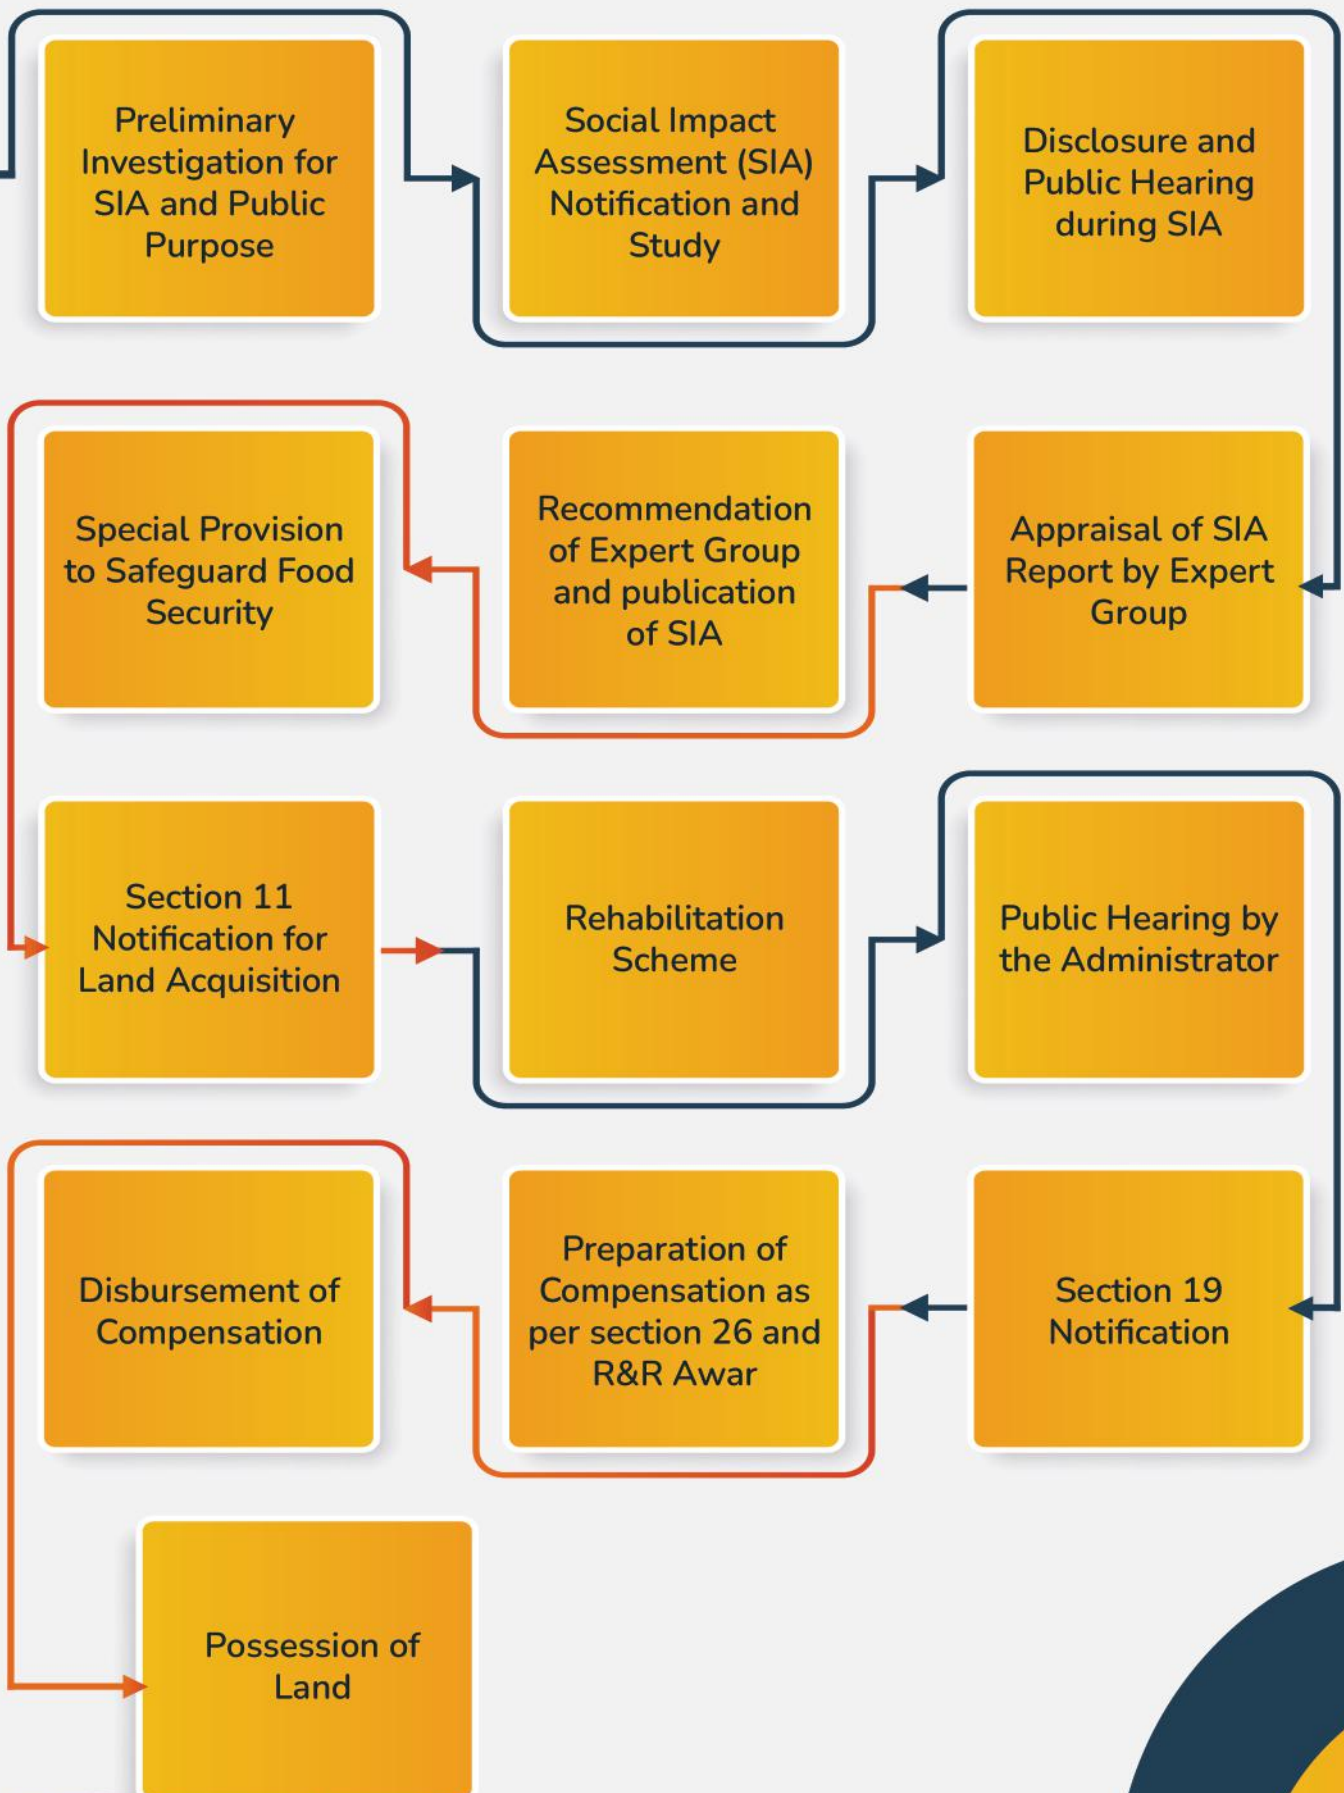 Preliminary
Investigation for
SIA and Public
Purpose
Social Impact
Assessment (SIA)
Notification and
Study
Disclosure and
Public Hearing
during SIA
Appraisal of SIA
Report by Expert
Group
Recommendation
of Expert Group
and publication
of SIA
Special Provision
to Safeguard Food
Security
Section 11
Notification for
Land Acquisition
Rehabilitation
Scheme
Public Hearing by
the Administrator
Section 19
Notification
Preparation of
Compensation as
per section 26 and
R&R Awar
Disbursement of
Compensation
Possession of
Land